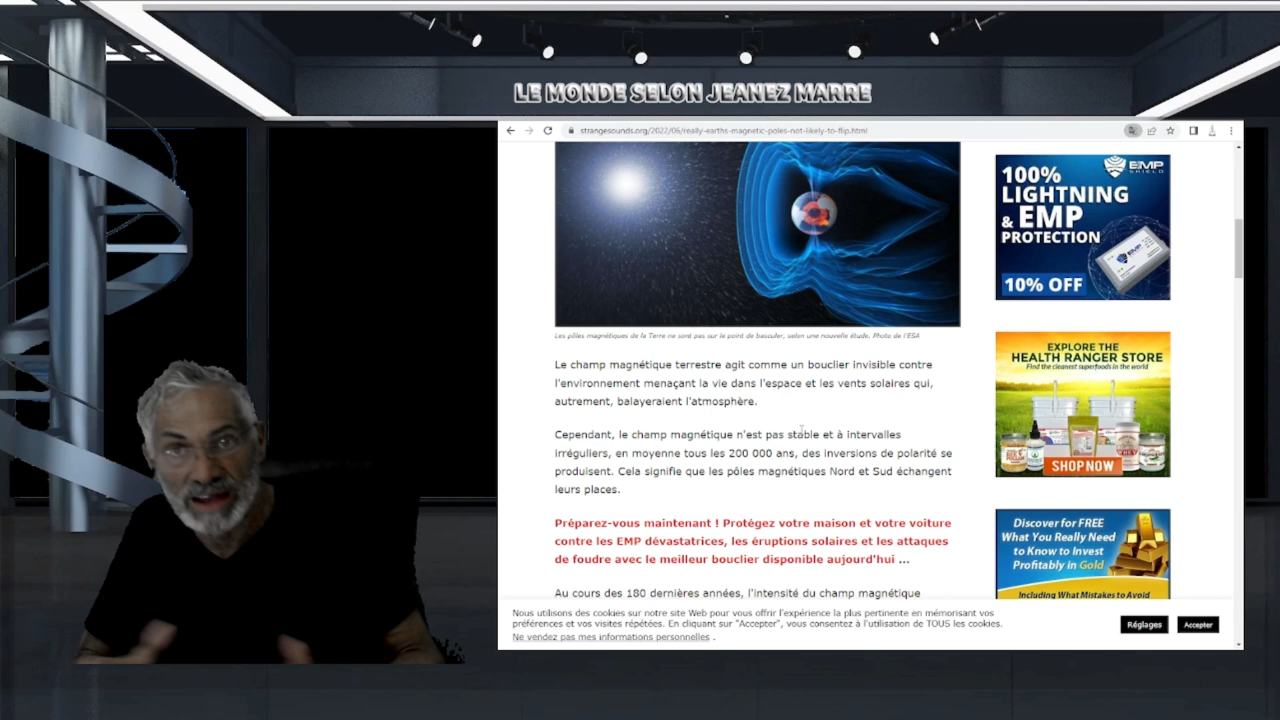 LE MONDE SELON JEANEZ MARRE
strangesounds.org/2022/06/really-earths-magnetic-poles-not-likely-to-flip.html
Les pôles magnétiques de la Terre ne sont pas sur le point de basculer, selon une nouvelle étude. Photo de l'ESA
Le champ magnétique terrestre agit comme un bouclier invisible contre
l'environnement menaçant la vie dans l'espace et les vents solaires qui,
autrement, balayeraient l'atmosphère.
Cependant, le champ magnétique n'est pas stable et à intervalles
irréguliers, en moyenne tous les 200 000 ans, des inversions de polarité se
produisent. Cela signifie que les pôles magnétiques Nord et Sud échangent
leurs places.
Préparez-vous maintenant ! Protégez votre maison et votre voiture
contre les EMP dévastatrices, les éruptions solaires et les attaques
de foudre avec le meilleur bouclier disponible aujourd'hui ...
Au cours des 180 dernières années, l'intensité du champ magnétique
EMP
SHIELD
100%
LIGHTNING
& EMP
PROTECTION
10% OFF
EXPLORE THE
HEALTH RANGER STORE
Find the cleanest superfoods in the world
SHOP NOW
Discover for FREE
What You Really Need
to Know to Invest
Profitably in Gold
Including What Mistakes to Avoid
Nous utilisons des cookies sur notre site Web pour vous offrir l'expérience la plus pertinente en mémorisant vos
préférences et vos visites répétées. En cliquant sur "Accepter", vous consentez à l'utilisation de TOUS les cookies.
Ne vendez pas mes informations personnelles .
Réglages
Accepter